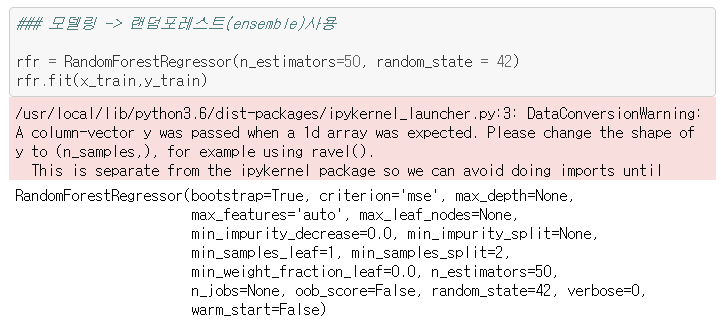 ### 모델링 -> 랜덤포레스트(ensemble)사용
rfr = RandomForestRegressor(n_estimators=50, random_state = 42)
rfr.fit(x_train,y_train)
/usr/local/lib/python3.6/dist-packages/ipykernel_launcher.py:3: DataConversionWarning:
A column-vector y was passed when a 1d array was expected. Please change the shape of
y to (n_samples,), for example using ravel().
This is separate from the ipykernel package so we can avoid doing imports until
RandomForestRegressor(bootstrap=True, criterion='mse', max_depth=None,
max_features='auto', max_leaf_nodes=None,
min_impurity_decrease=0.0, min_impurity_split=None,
min_samples_leaf=1, min_samples_split=2,
min_weight_fraction_leaf=0.0, n_estimators=50,
n_jobs=None, oob_score=False, random_state=42, verbose=0,
warm_start=False)